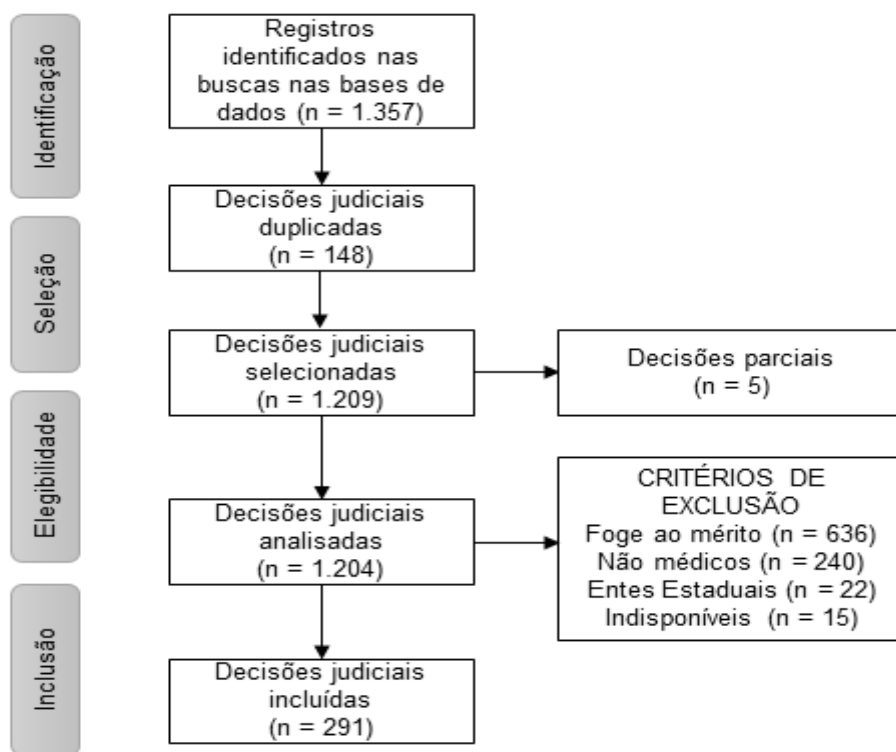 Identificação
Registros
identificados nas
buscas nas bases de
dados (n = 1.357)
Decisões judiciais
duplicadas
(n = 148)
Seleção
Decisões judiciais
selecionadas
(n = 1.209)
Decisões parciais
(n = 5)
Elegibilidade
Decisões judiciais
analisadas
(n = 1.204)
CRITÉRIOS DE
EXCLUSÃO
Foge ao mérito (n = 636)
Não médicos (n = 240)
Entes Estaduais (n = 22)
Indisponíveis (n = 15)
Inclusão
Decisões judiciais
incluídas
(n = 291)